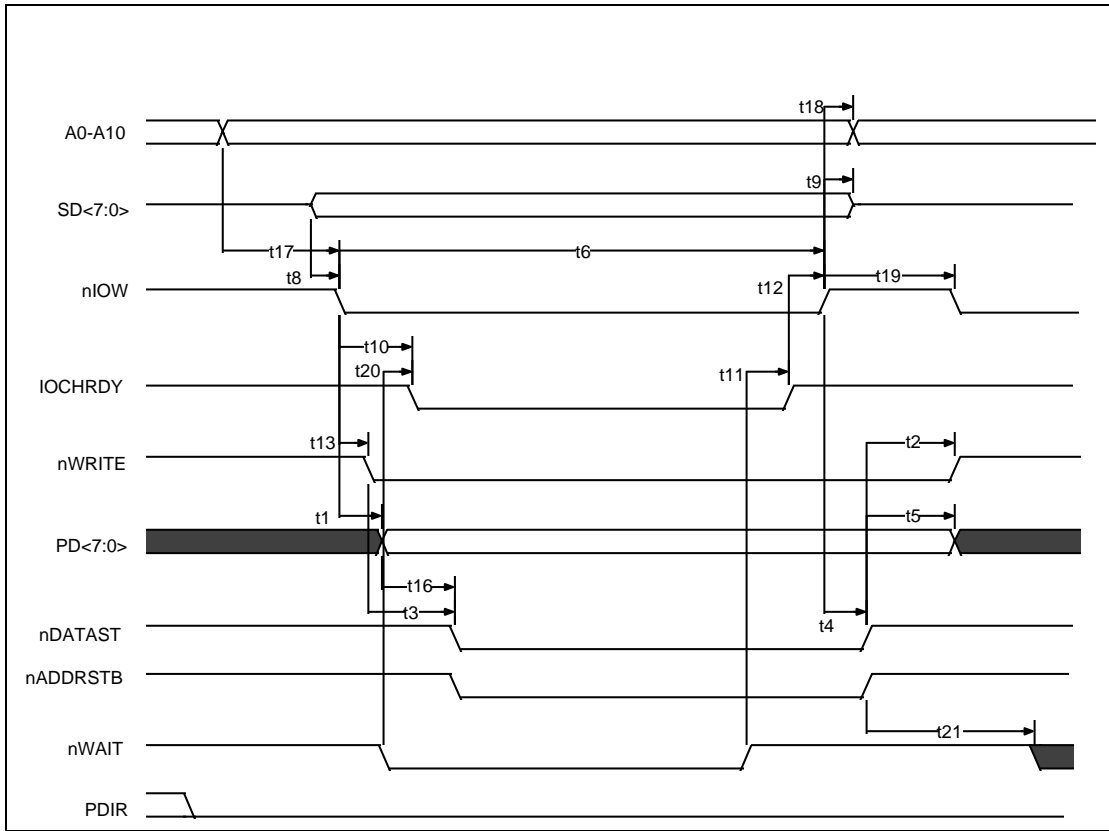 t18
A0-A10
t9
SD<7:0>
t17
t6
t8
t12
t19
nIOW
t10
t20
t11
IOCHRDY
t13
t2
nWRITE
t1
t5
PD<7:0>
t16
t3
t4
nDATAST
nADDRSTB
t21
nWAIT
PDIR